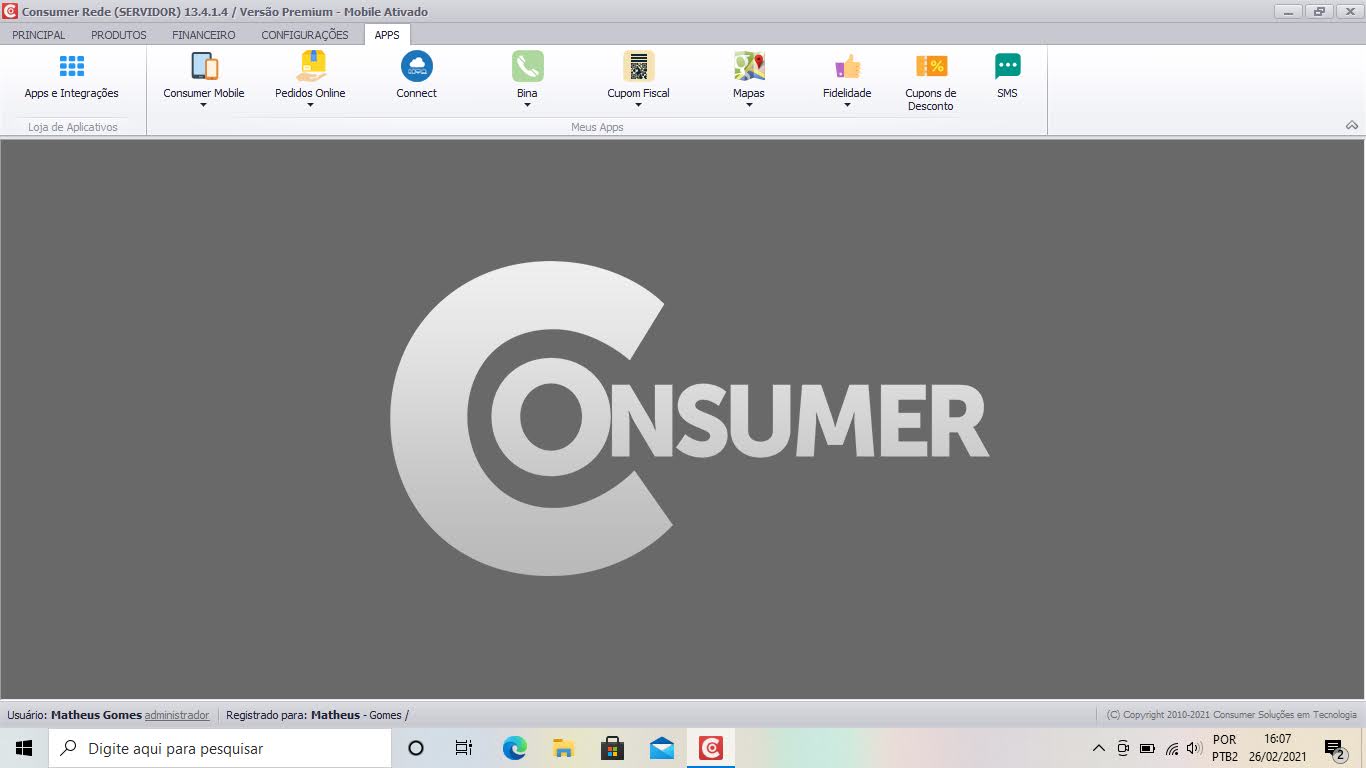 Consumer Rede (SERVIDOR) 13.4.1.4 / Versão Premium - Mobile Ativado
PRINCIPAL PRODUTOS FINANCEIRO CONFIGURAÇÕES APPS
Apps e Integrações Consumer Mobile Pedidos Online Connect Bina Cupom Fiscal Mapas Fidelidade Cupons de Desconto SMS
Loja de Aplicativos Meus Apps
CONSUMER
Usuário: Matheus Gomes administrador Registrado para: Matheus - Gomes / (C) Copyright 2010-2021 Consumer Soluções em Tecnologia
Digite aqui para pesquisar
POR 16:07
PTB2 26/02/2021 2